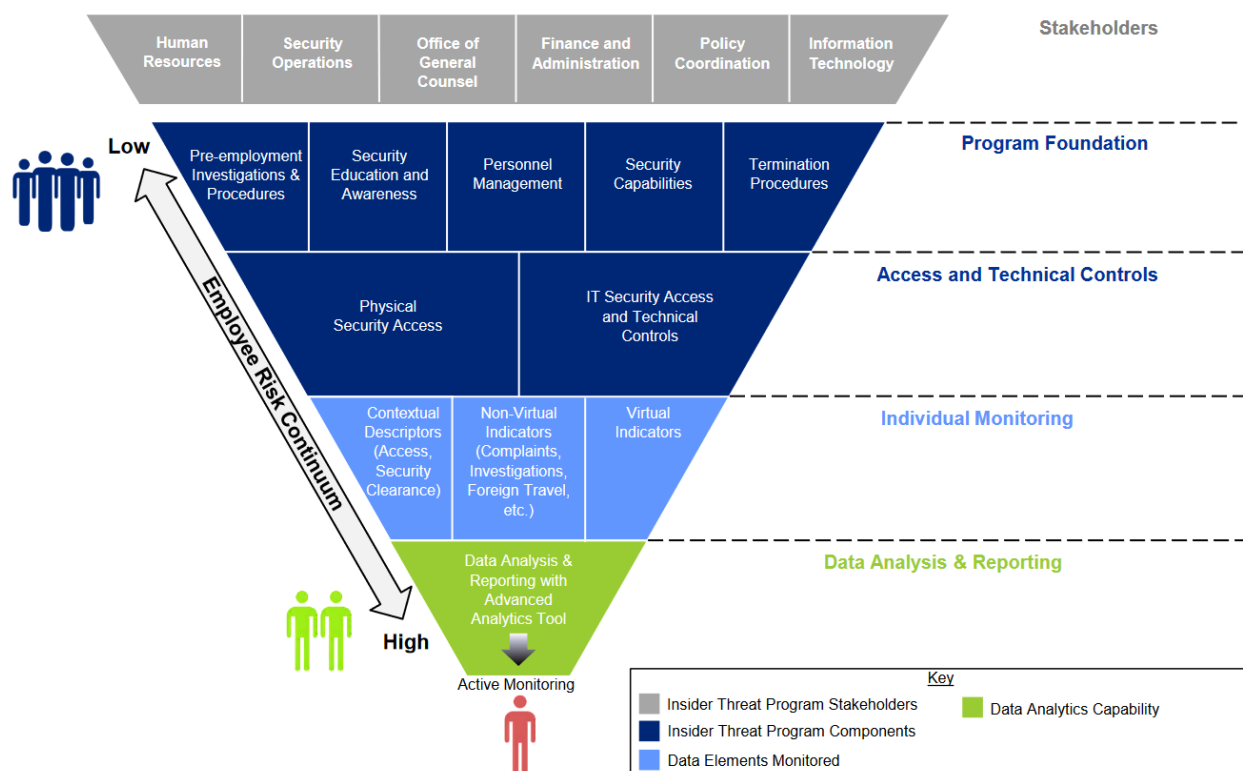 Human
Resources
Security
Operations
Office of
General
Counsel
Finance and
Administration
Policy
Coordination
Information
Technology
Stakeholders
Low
Pre-employment
Investigations &
Procedures
Security
Education and
Awareness
Personnel
Management
Security
Capabilities
Termination
Procedures
Program Foundation
Employee Risk Continuum
Physical
Security Access
IT Security Access
and Technical
Controls
Access and Technical Controls
Contextual
Descriptors
(Access,
Security
Clearance)
Non-Virtual
Indicators
(Complaints,
Investigations,
Foreign Travel,
etc.)
Virtual
Indicators
Individual Monitoring
Data Analysis &
Reporting with
Advanced
Analytics Tool
Data Analysis & Reporting
High
Active Monitoring
Key
Insider Threat Program Stakeholders
Data Analytics Capability
Insider Threat Program Components
Data Elements Monitored